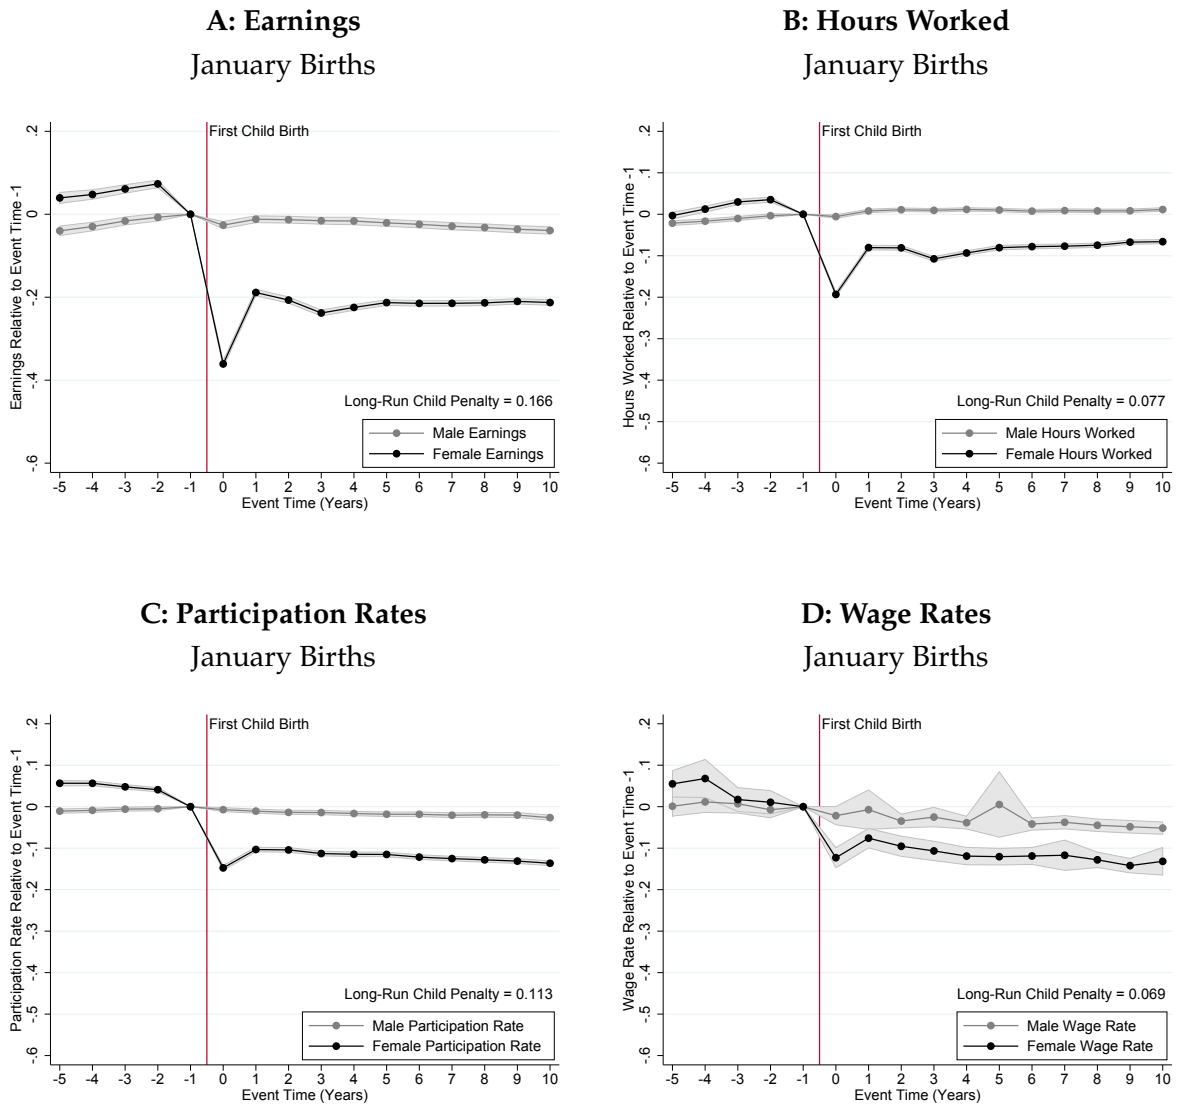 A: Earnings
January Births
Earnings Relative to Event Time -1
.2
0
-.2
-.4
-.6
First Child Birth
Long-Run Child Penalty = 0.166
Male Earnings
Female Earnings
-5 -4 -3 -2 -1 0 1 2 3 4 5 6 7 8 9 10
Event Time (Years)
B: Hours Worked
January Births
Hours Worked Relative to Event Time -1
.2
.1
0
-.1
-.2
-.3
-.4
-.5
-.6
First Child Birth
Long-Run Child Penalty = 0.077
Male Hours Worked
Female Hours Worked
-5 -4 -3 -2 -1 0 1 2 3 4 5 6 7 8 9 10
Event Time (Years)
C: Participation Rates
January Births
Participation Rate Relative to Event Time -1
.2
.1
0
-.1
-.2
-.3
-.4
-.5
-.6
First Child Birth
Long-Run Child Penalty = 0.113
Male Participation Rate
Female Participation Rate
-5 -4 -3 -2 -1 0 1 2 3 4 5 6 7 8 9 10
Event Time (Years)
D: Wage Rates
January Births
Wage Rate Relative to Event Time -1
.2
.1
0
-.1
-.2
-.3
-.4
-.5
-.6
First Child Birth
Long-Run Child Penalty = 0.069
Male Wage Rate
Female Wage Rate
-5 -4 -3 -2 -1 0 1 2 3 4 5 6 7 8 9 10
Event Time (Years)